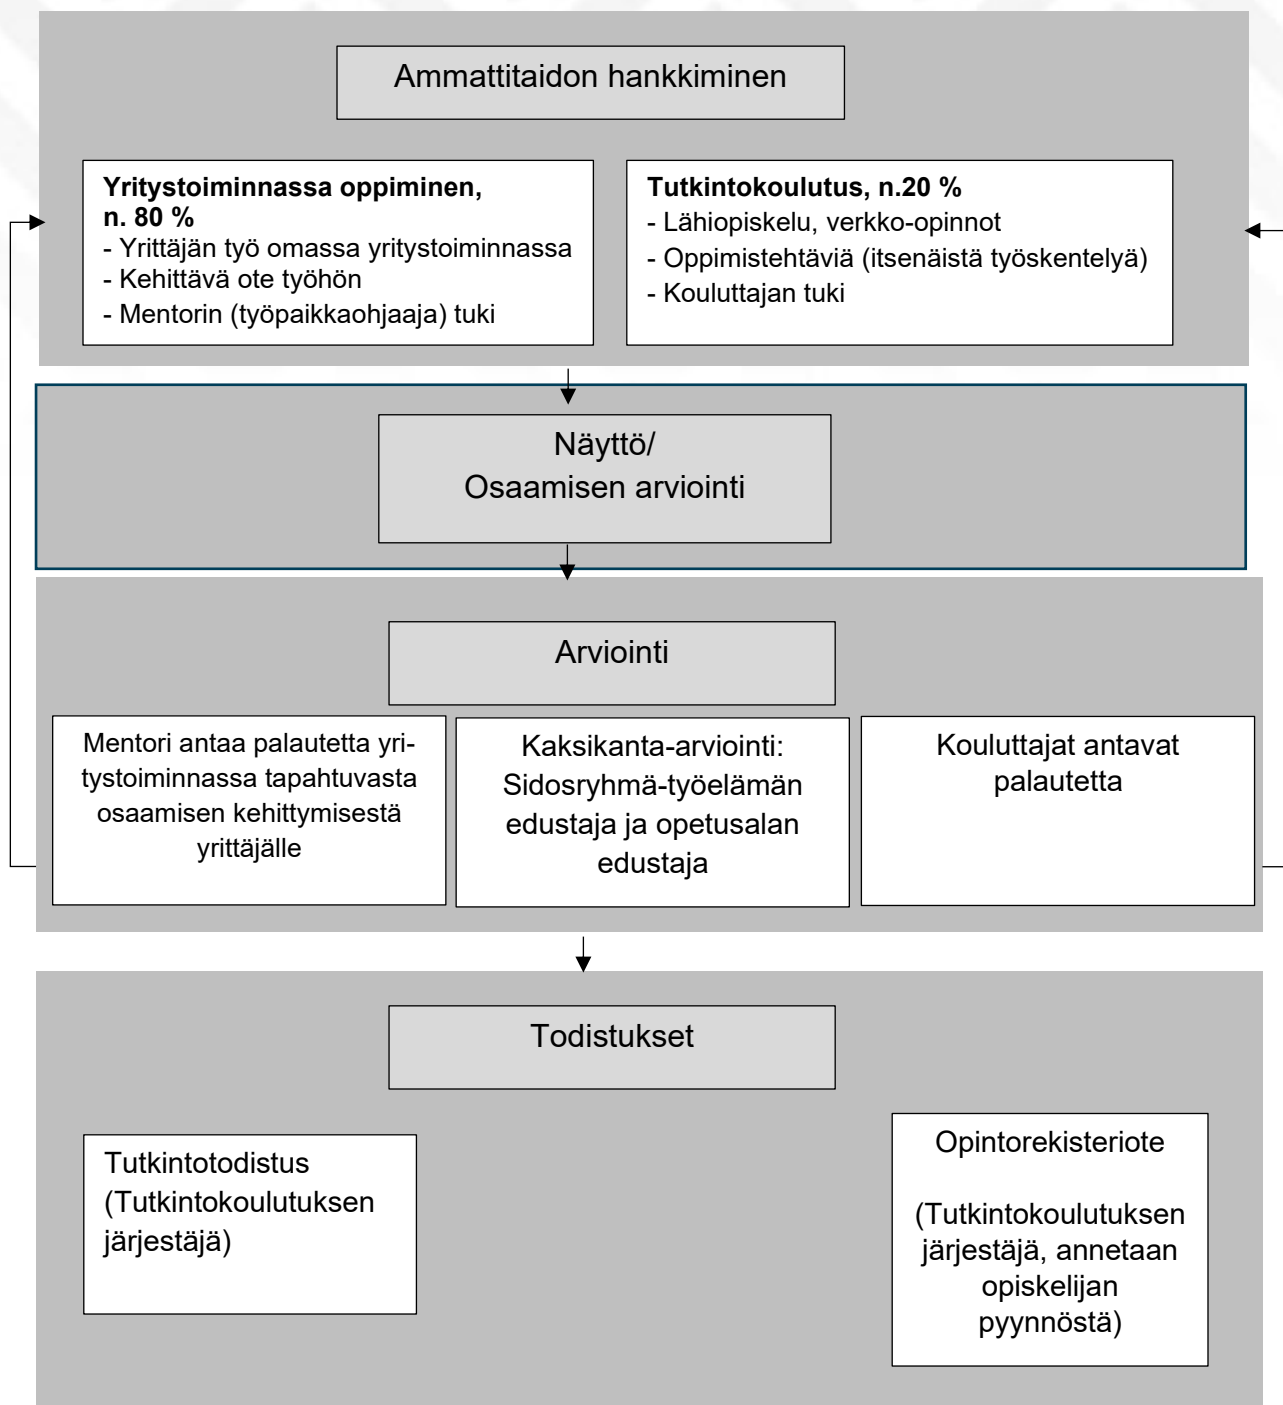 Ammattitaidon hankkiminen
Yritystoiminnassa oppiminen,
n. 80 %
- Yrittäjän työ omassa yritystoiminnassa
- Kehittävä ote työhön
- Mentorin (työpaikkaohjaaja) tuki
Tutkintokoulutus, n.20 %
- Lähiopiskelu, verkko-opinnot
- Oppimistehtäviä (itsenäistä työskentelyä)
- Kouluttajan tuki
Näyttö/
Osaamisen arviointi
Arviointi
Mentori antaa palautetta yri-
tystoiminnassa tapahtuvasta
osaamisen kehittymisestä
yrittäjälle
Kaksikanta-arviointi:
Sidosryhmä-työelämän
edustaja ja opetusalan
edustaja
Kouluttajat antavat
palautetta
Todistukset
Tutkintotodistus
(Tutkintokoulutuksen
järjestäjä)
Opintorekisteriote
(Tutkintokoulutuksen
järjestäjä, annetaan
opiskelijan
pyynnöstä)